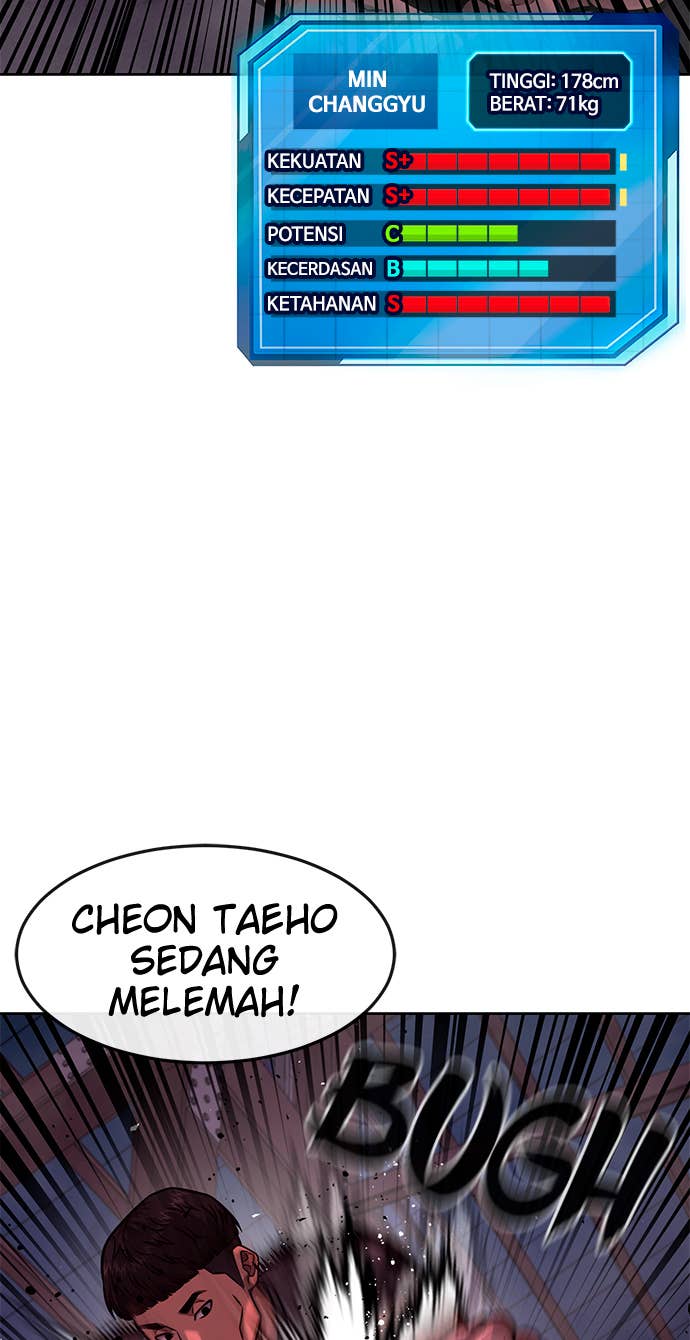 MIN
CHANGGYU
TINGGI: 178cm
BERAT: 71kg
KEKUATAN S+
KECEPATAN S+
POTENSI C
KECERDASAN B
KETAHANAN S
CHEON TAEHO
SEDANG
MELEMAH!
BUGH